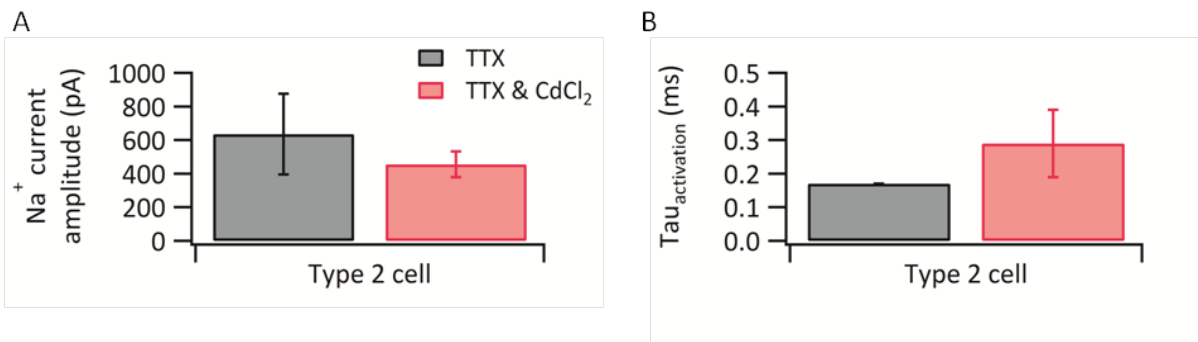 A
Na+ current
amplitude (pA)
1000
800
600
400
200
0
TTX
TTX & CdCl2
Type 2 cell
B
Tauactivation (ms)
0.5
0.4
0.3
0.2
0.1
0.0
Type 2 cell